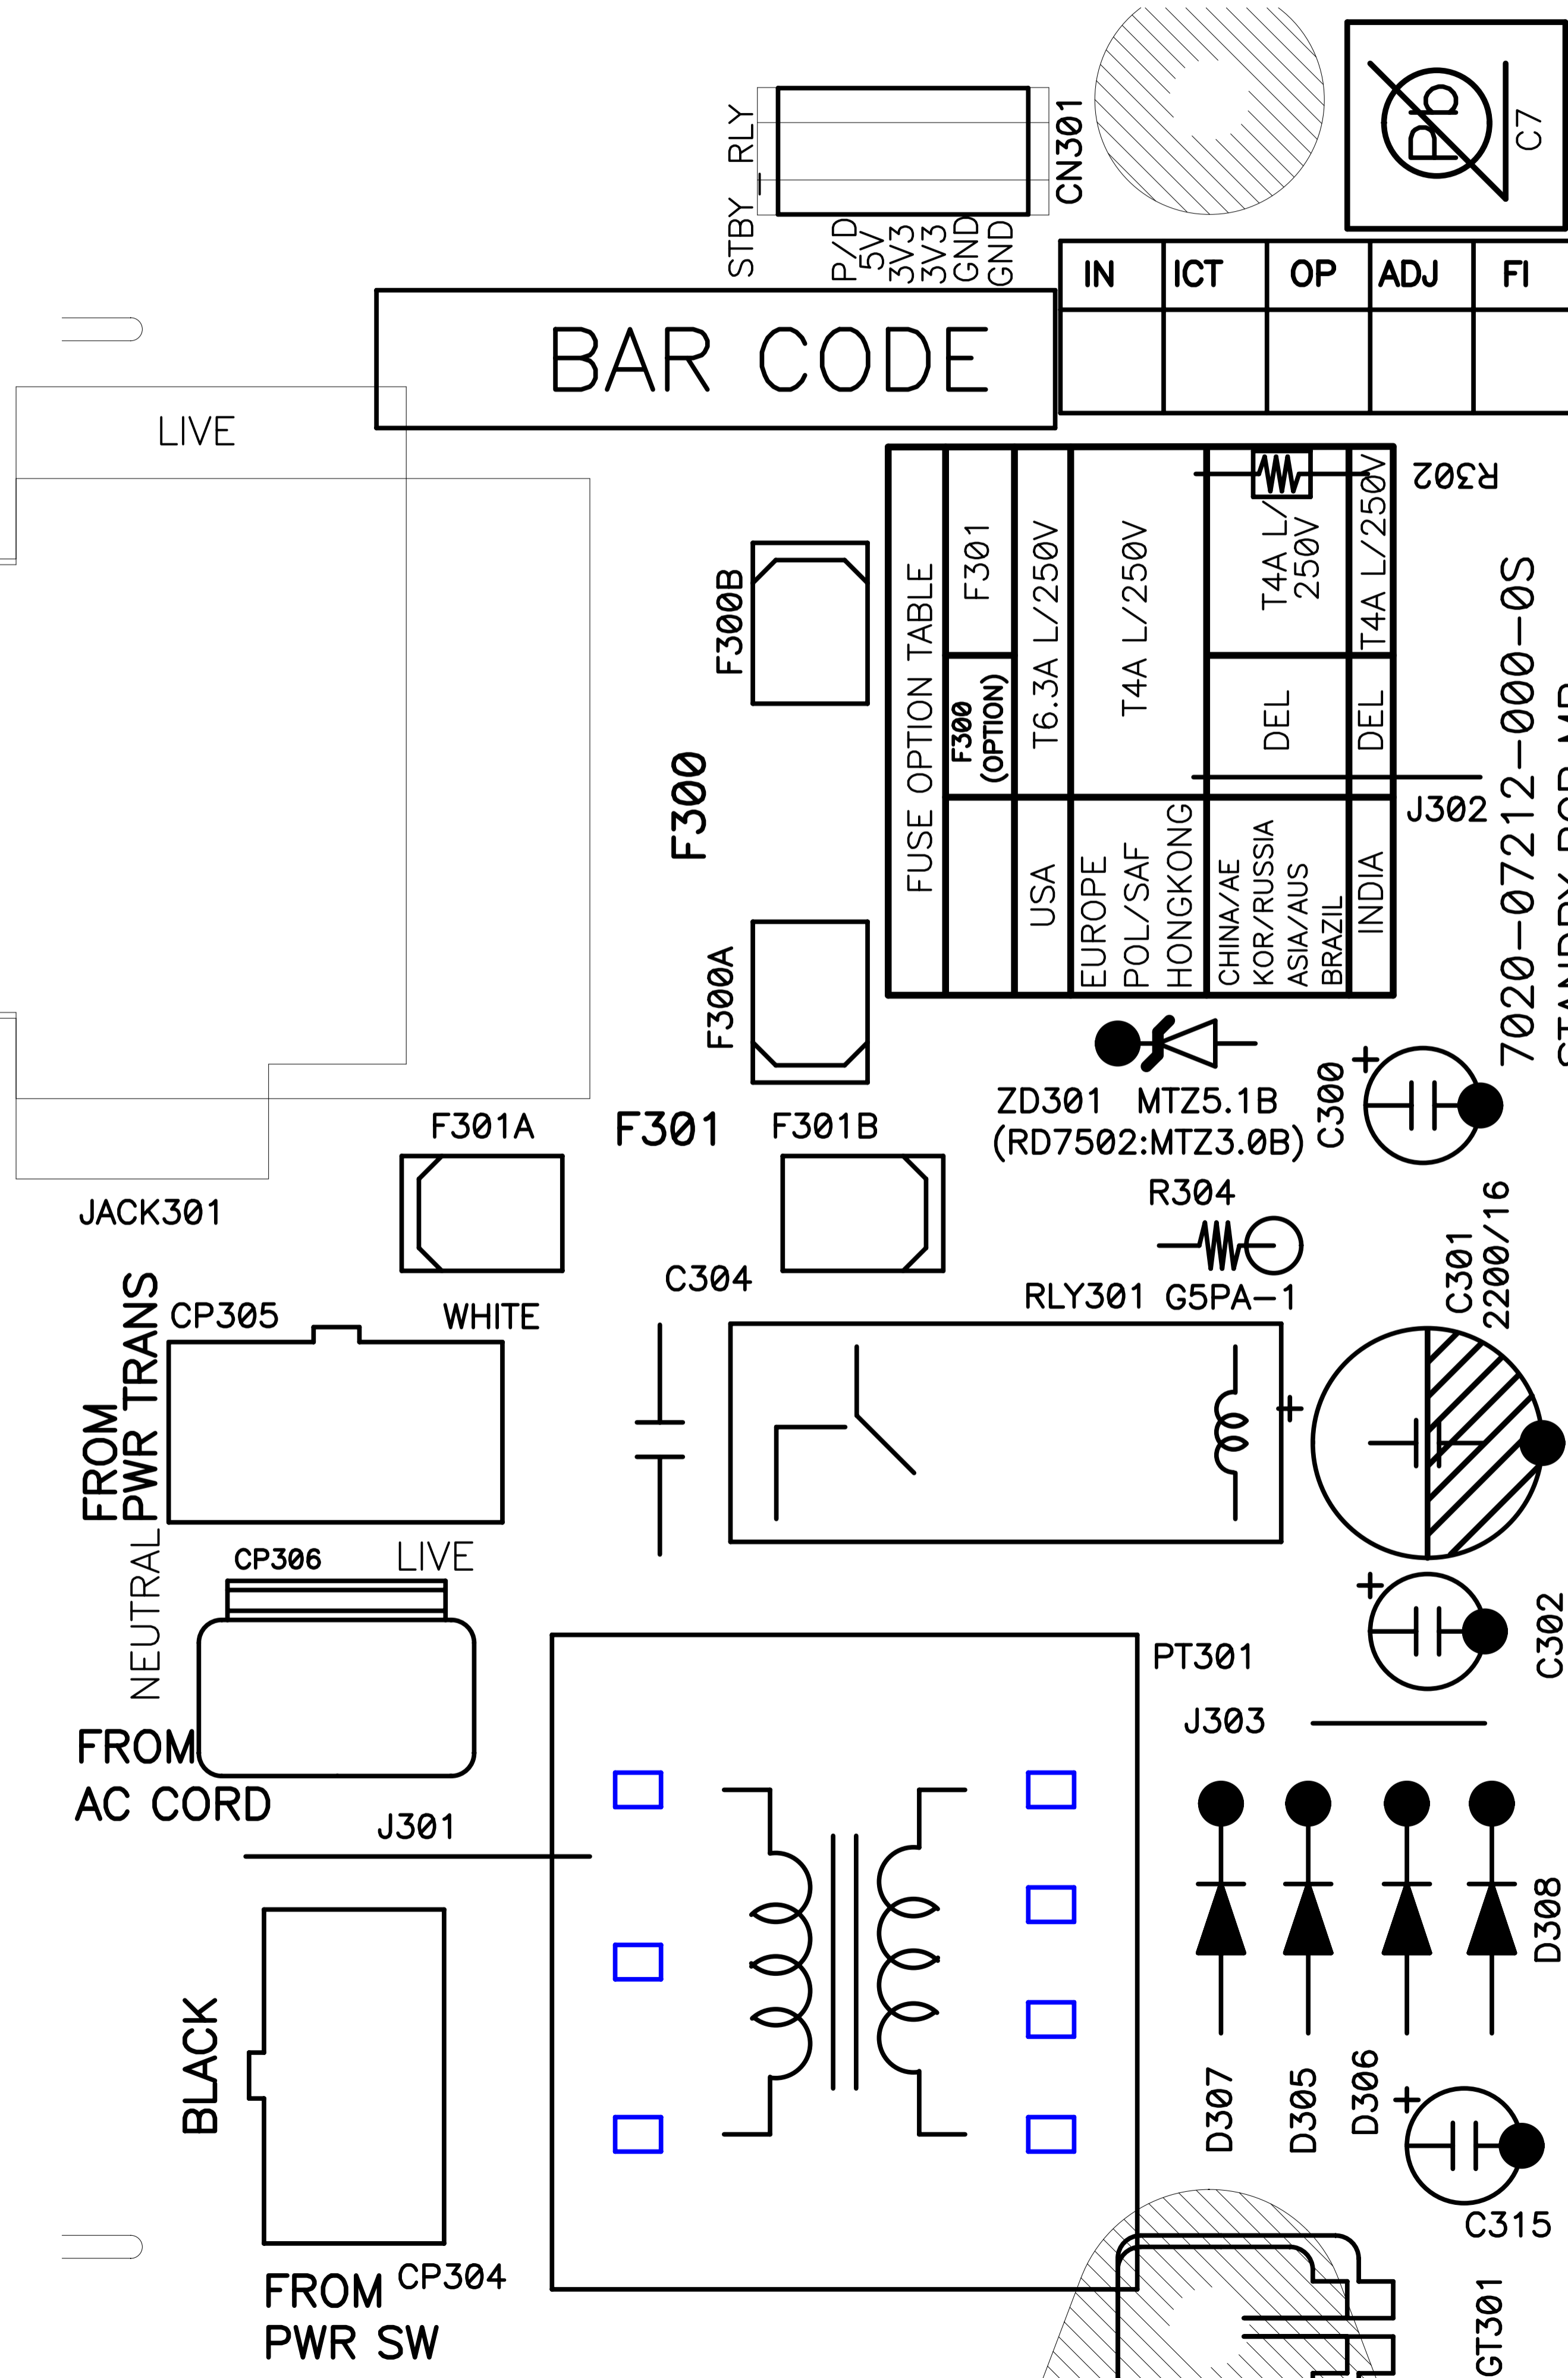 Pb
C7
STBY_RLY
P/D
5V
3V3
3V3
GND
GND
CN301
IN
ICT
OP
ADJ
FI
BAR CODE
LIVE
R302
FUSE OPTION TABLE
F300
(OPTION)
F301
USA
T6.3A L/250V
EUROPE
POL/SAF
HONGKONG
T4A L/250V
CHINA/AE
KOR/RUSSIA
ASIA/AUS
BRAZIL
DEL
T4A L/
250V
INDIA
DEL
T4A L/250V
J302
7020-07212-000-0S
F300B
F300
F300A
ZD301 MTZ5.1B
(RD7502:MTZ3.0B)
C300
F301A
F301
F301B
JACK301
R304
C304
RLY301 G5PA-1
C301
2200/16
CP305
WHITE
FROM
PWR TRANS
NEUTRAL
CP306
LIVE
C302
PT301
J303
FROM
AC CORD
J301
D308
BLACK
D307
D305
D306
C315
CP304
FROM
PWR SW
GT301